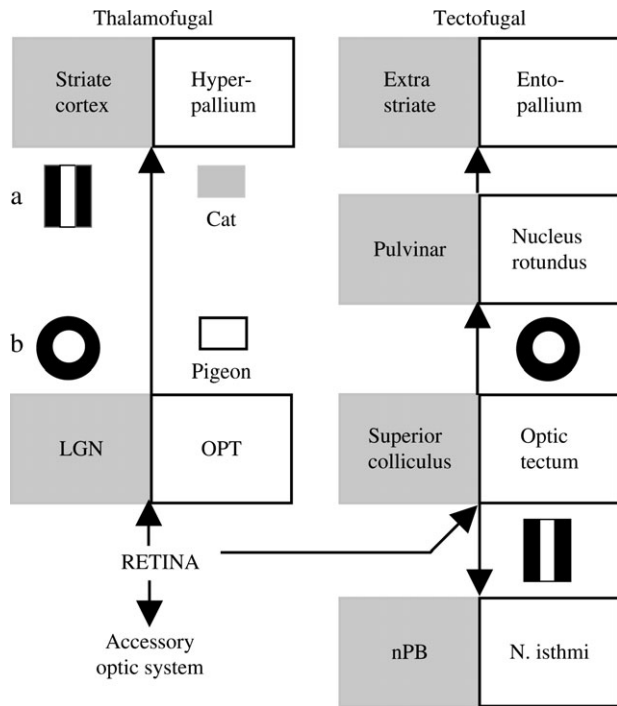 Thalamofugal
Striate
cortex
Hyper-
pallium
a
Cat
b
Pigeon
LGN
OPT
RETINA
Accessory
optic system
Tectofugal
Extra
striate
Ento-
pallium
Pulvinar
Nucleus
rotundus
Superior
colliculus
Optic
tectum
nPB
N. isthmi